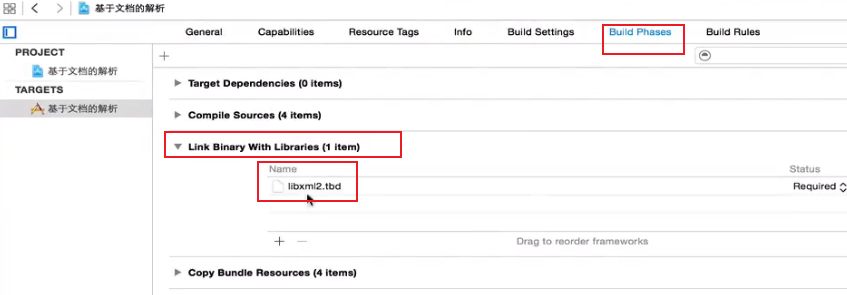 基于文档的解析
General Capabilities Resource Tags Info Build Settings Build Phases Build Rules
PROJECT
基于文档的解析
TARGETS
基于文档的解析
Target Dependencies (0 items)
Compile Sources (4 items)
Link Binary With Libraries (1 item)
Name Status
libxml2.tbd Required
Drag to reorder frameworks
Copy Bundle Resources (4 items)